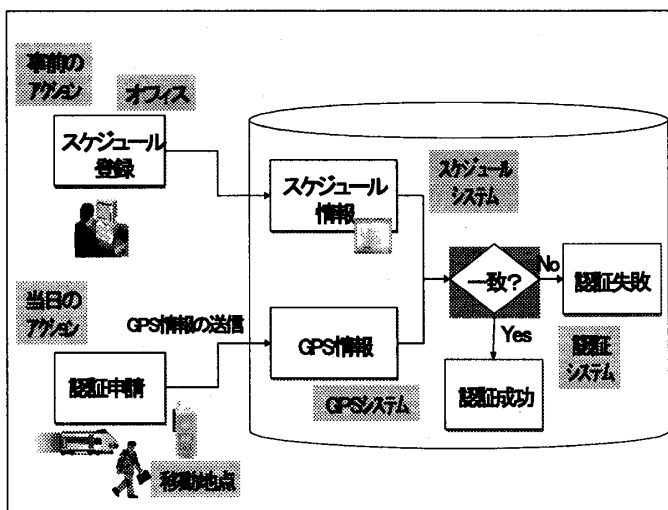 事前の
アクション
オフィス
スケジュール
登録
スケジュール
情報
スケジュール
システム
一致?
No
認証失敗
当日の
アクション
GPS情報の送信
GPS情報
Yes
認証
システム
認証申請
GPSシステム
認証成功
移動地点